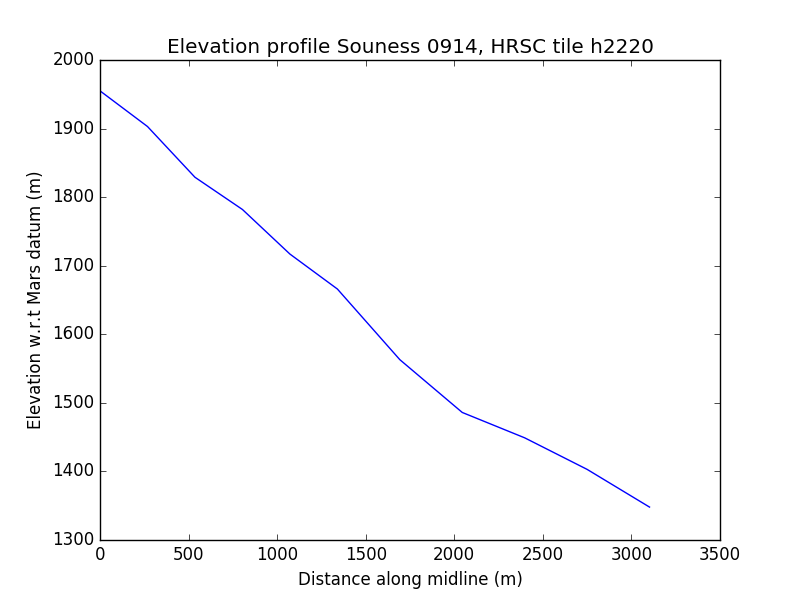 Elevation profile Souness 0914, HRSC tile h2220
2000
1900
1800
1700
1600
1500
1400
1300
Elevation w.r.t Mars datum (m)
0 500 1000 1500 2000 2500 3000 3500
Distance along midline (m)